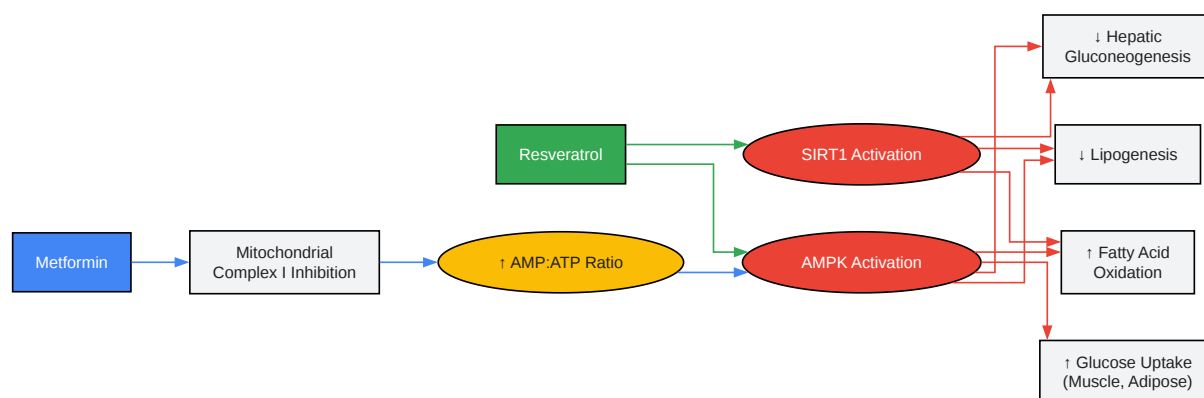 ↓ Hepatic
Gluconeogenesis
Resveratrol
SIRT1 Activation
↓ Lipogenesis
Metformin
Mitochondrial
Complex I Inhibition
↑ AMP:ATP Ratio
AMPK Activation
↑ Fatty Acid
Oxidation
↑ Glucose Uptake
(Muscle, Adipose)